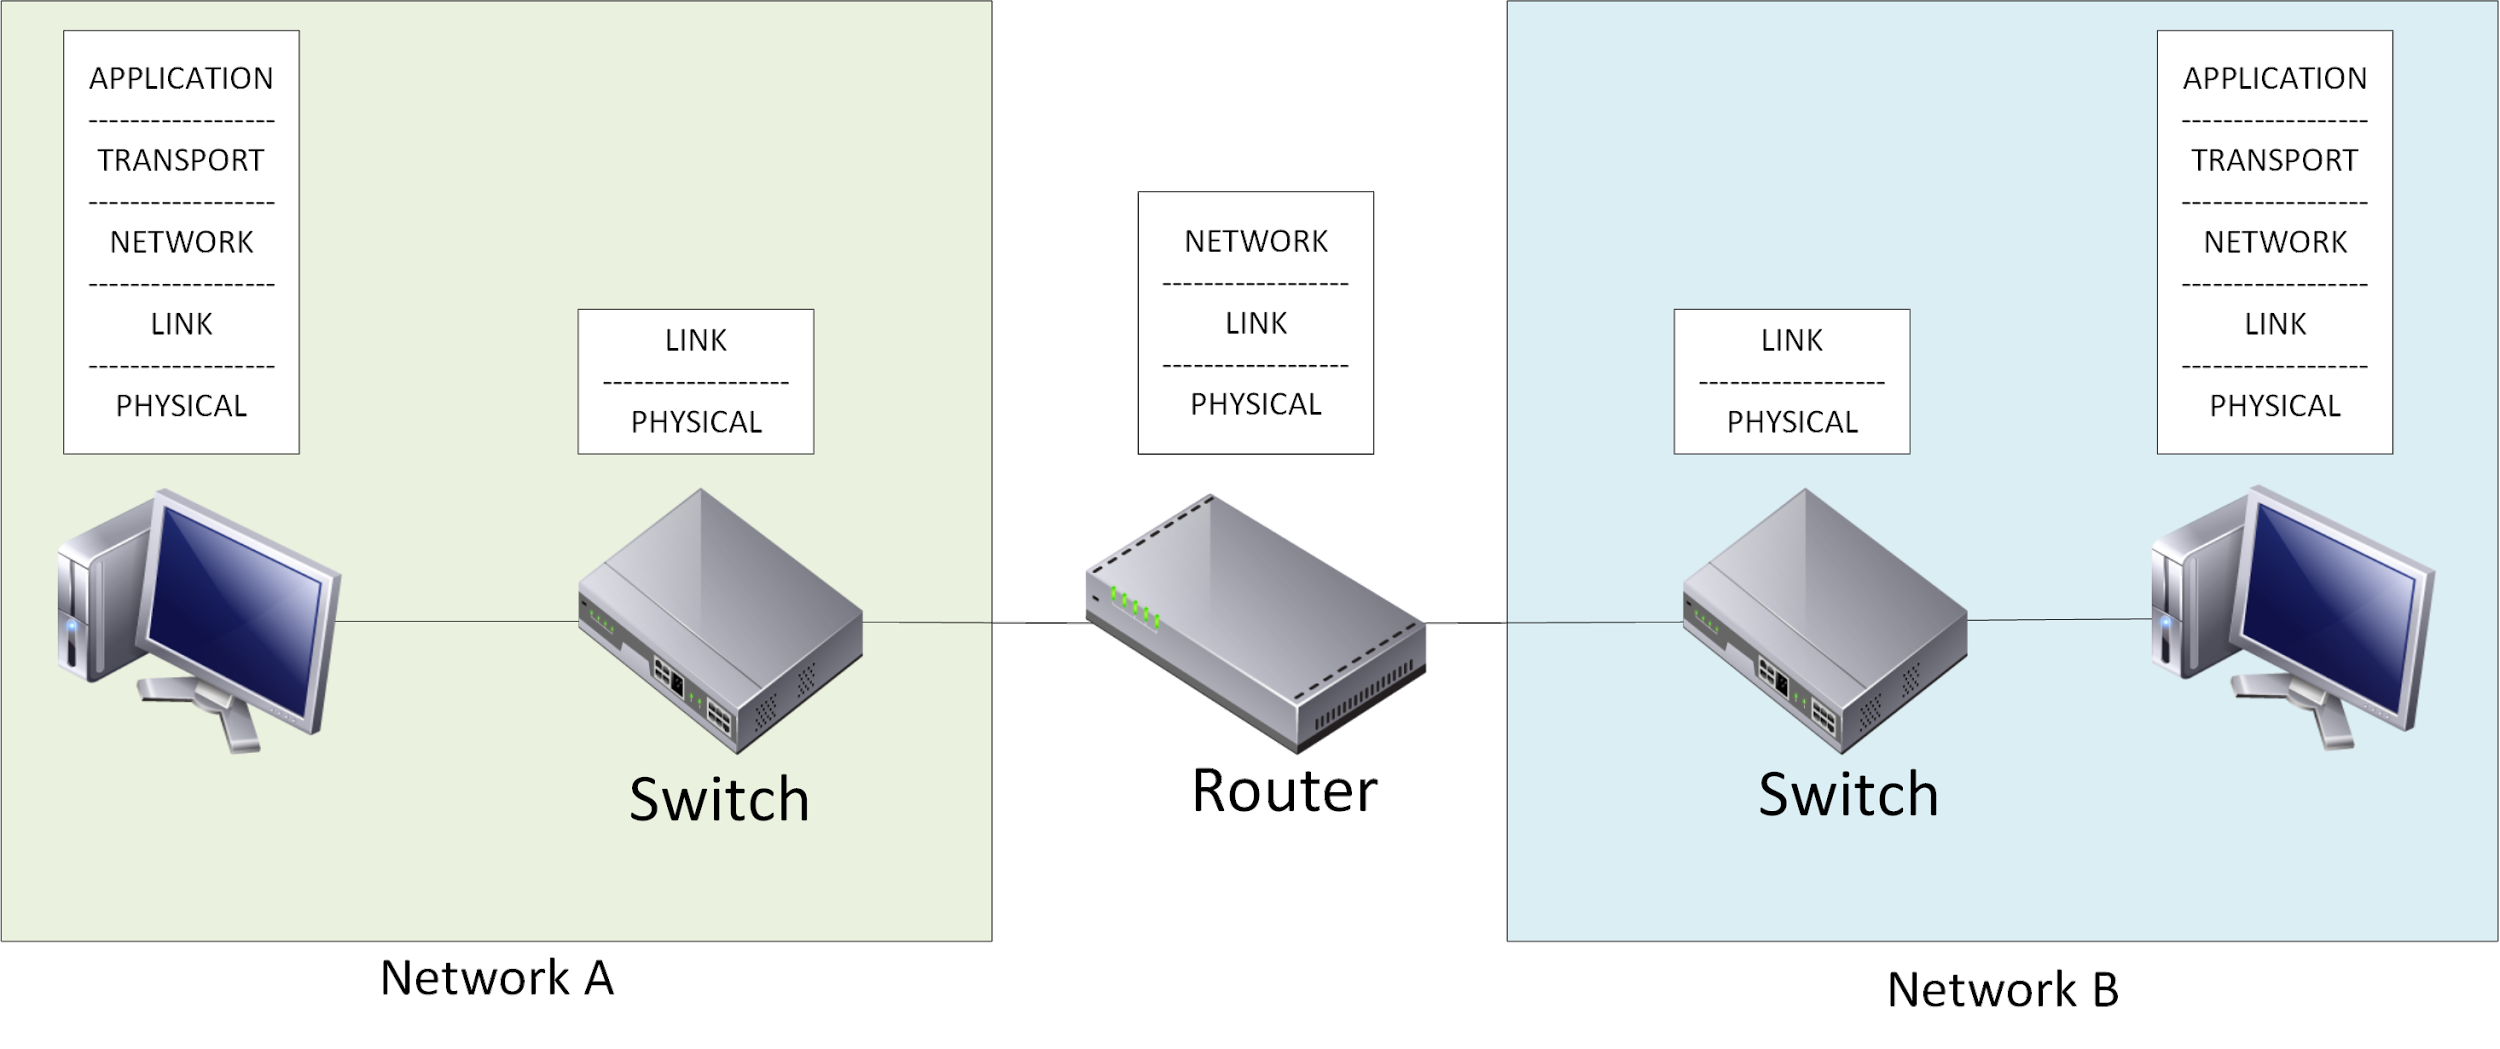 APPLICATION
TRANSPORT
NETWORK
LINK
PHYSICAL
LINK
PHYSICAL
Switch
Network A
NETWORK
LINK
PHYSICAL
Router
LINK
PHYSICAL
Switch
APPLICATION
TRANSPORT
NETWORK
LINK
PHYSICAL
Network B